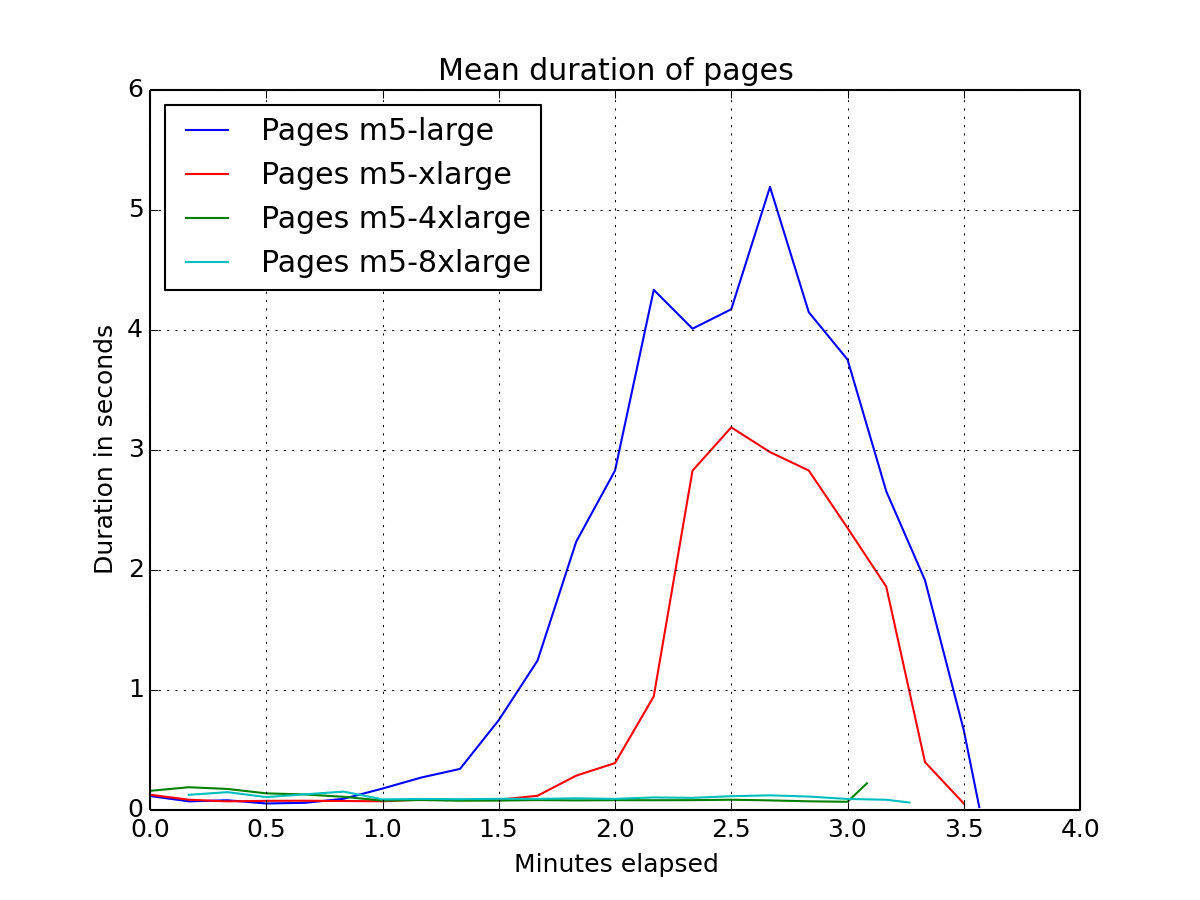 Mean duration of pages
Pages m5-large
Pages m5-xlarge
Pages m5-4xlarge
Pages m5-8xlarge
6
5
4
3
2
1
0
Duration in seconds
0.0 0.5 1.0 1.5 2.0 2.5 3.0 3.5 4.0
Minutes elapsed